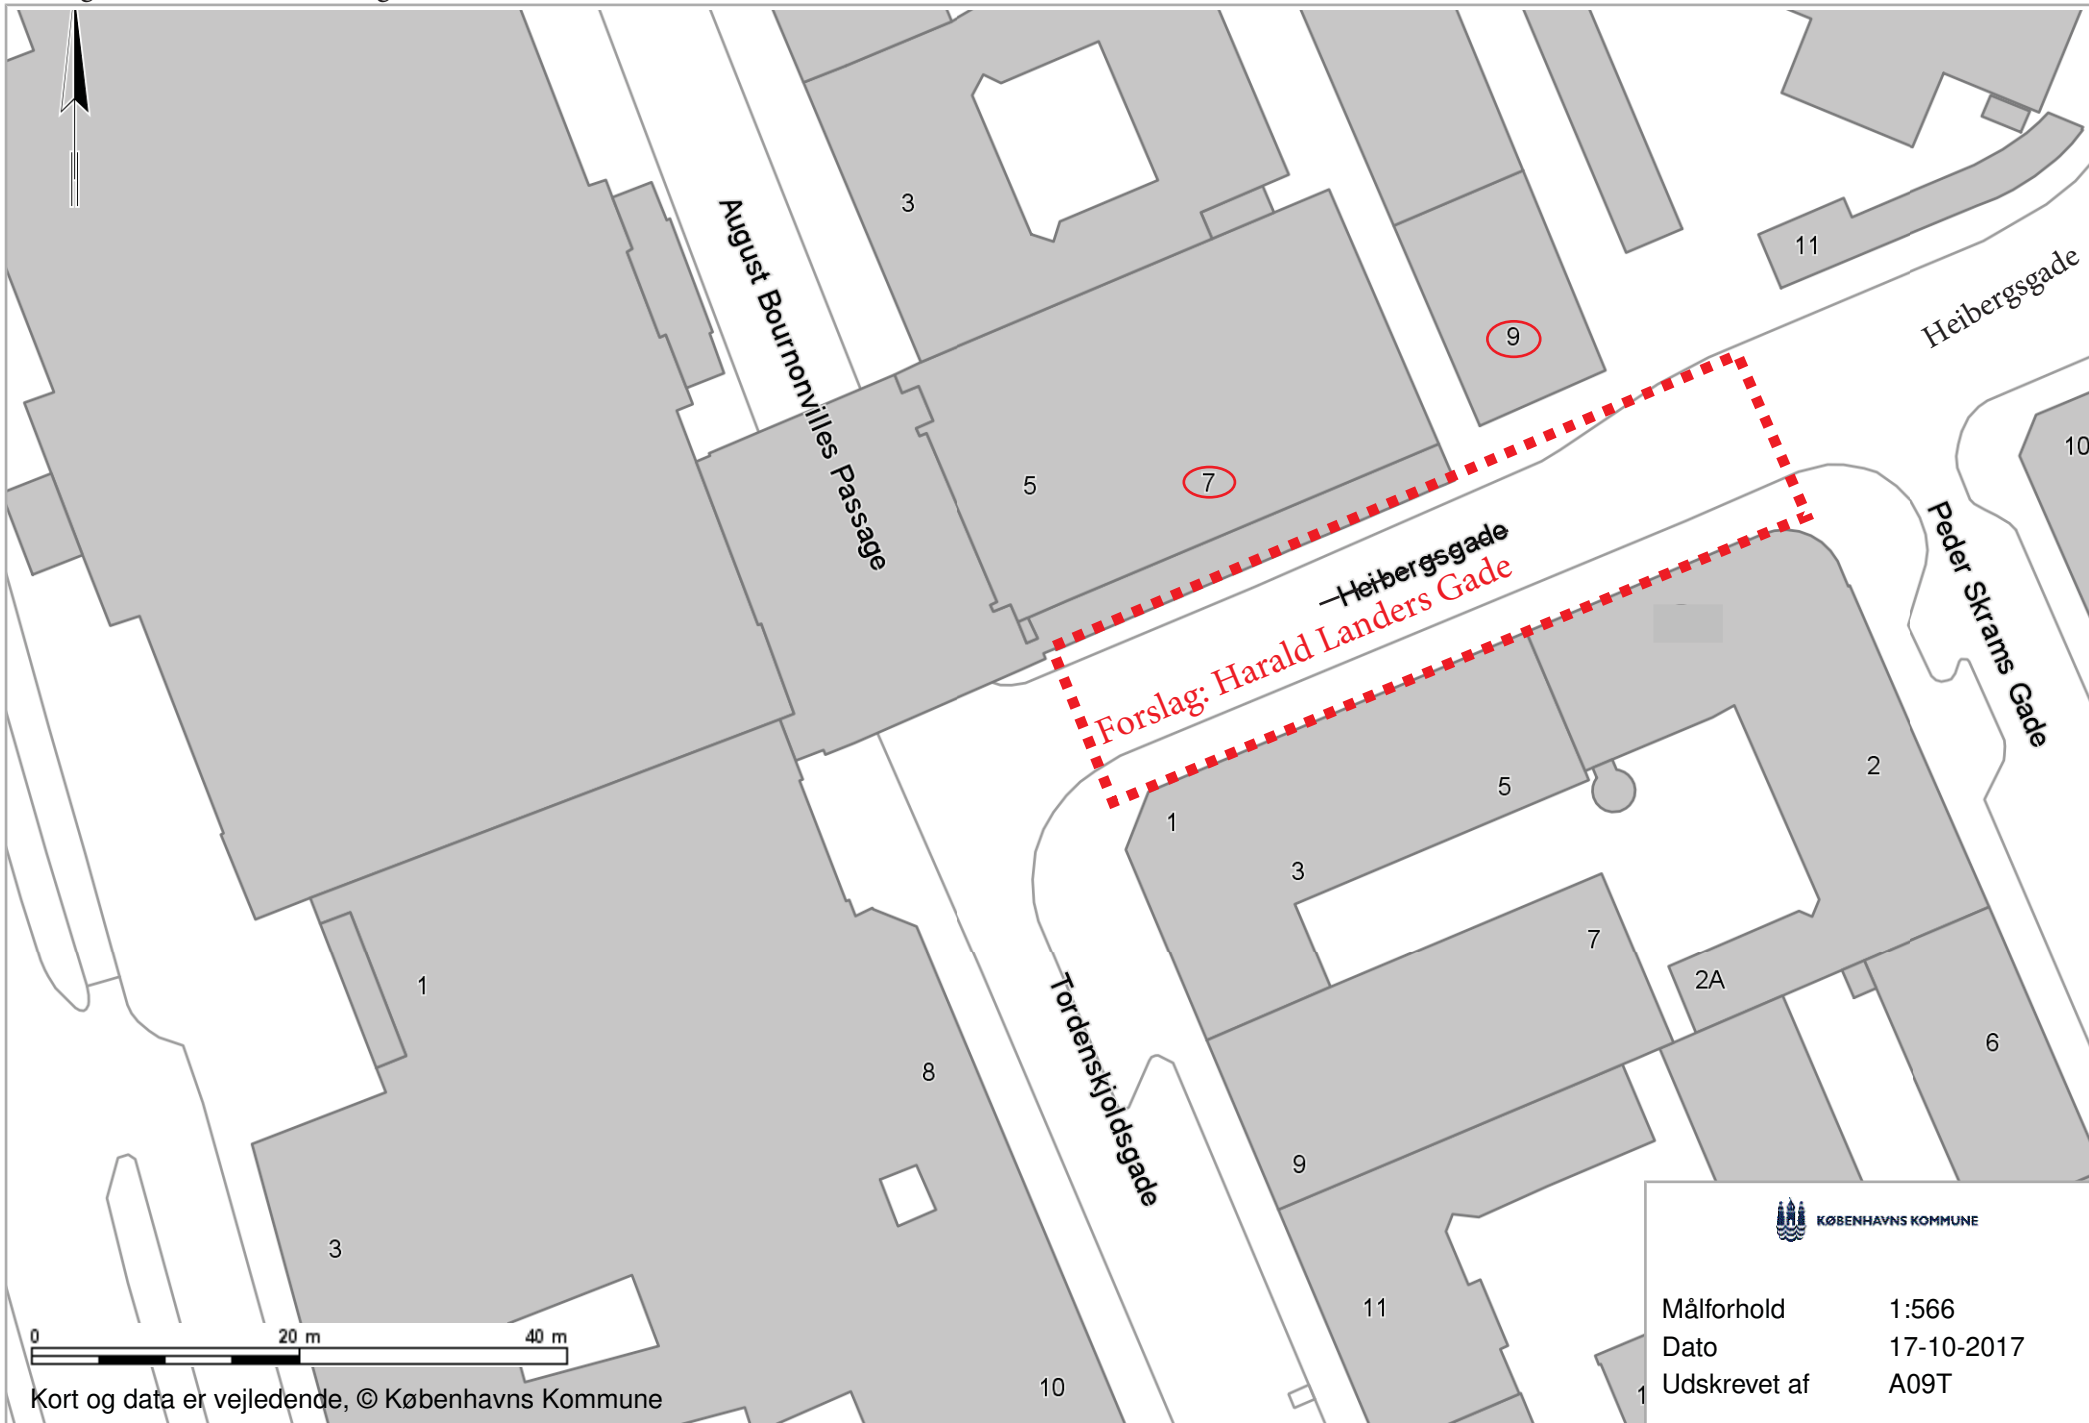 3
11
Heibergsgade
August Bournonvilles Passage
9
10
5
7
Heibergsgade
Forslag: Harald Landers Gade
Peder Skrams Gade
2
1
5
3
7
2A
1
Tordenskjoldsgade
6
8
9
3
11
10
1
0 20 m 40 m
Kort og data er vejledende, © Københavns Kommune
KØBENHAVNS KOMMUNE
Målforhold 1:566
Dato 17-10-2017
Udskrevet af A09T